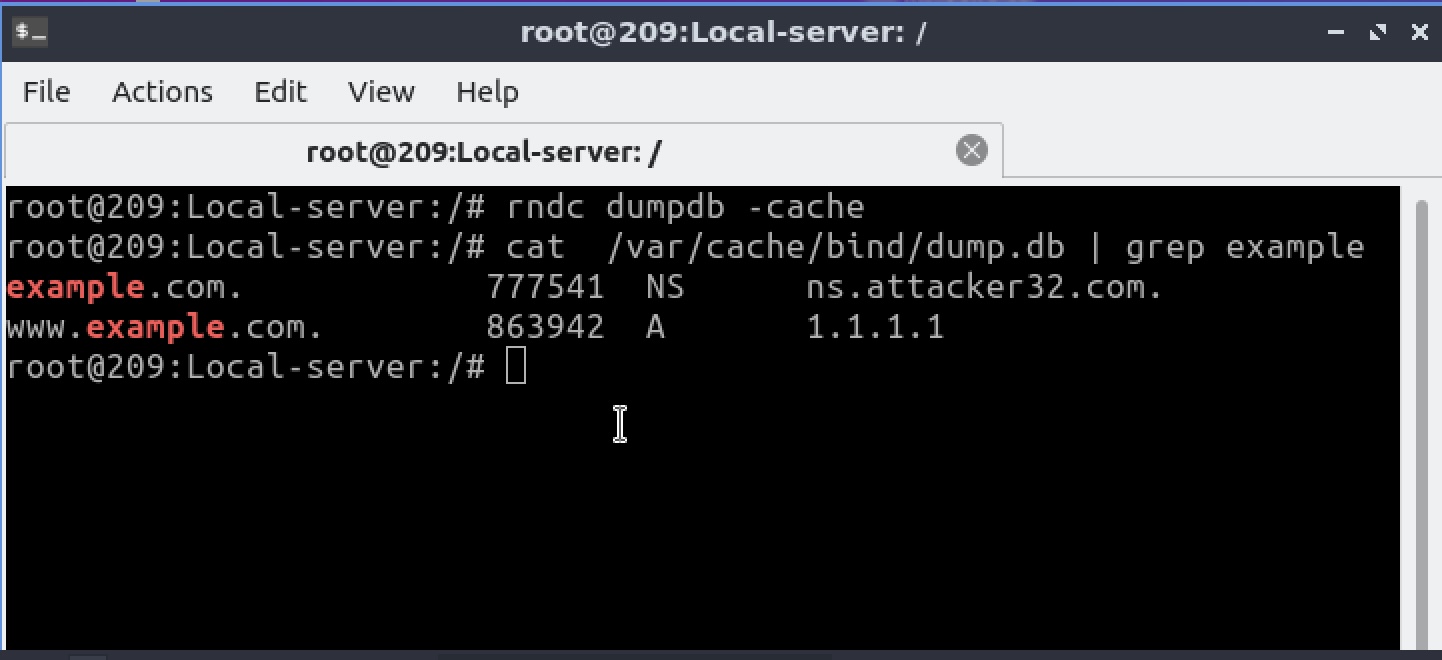 root@209:Local-server: /
File Actions Edit View Help
root@209:Local-server: /
root@209:Local-server:/# rndc dumpdb -cache
root@209:Local-server:/# cat  /var/cache/bind/dump.db | grep example
example.com.            777541  NS      ns.attacker32.com.
www.example.com.        863942  A       1.1.1.1
root@209:Local-server:/#